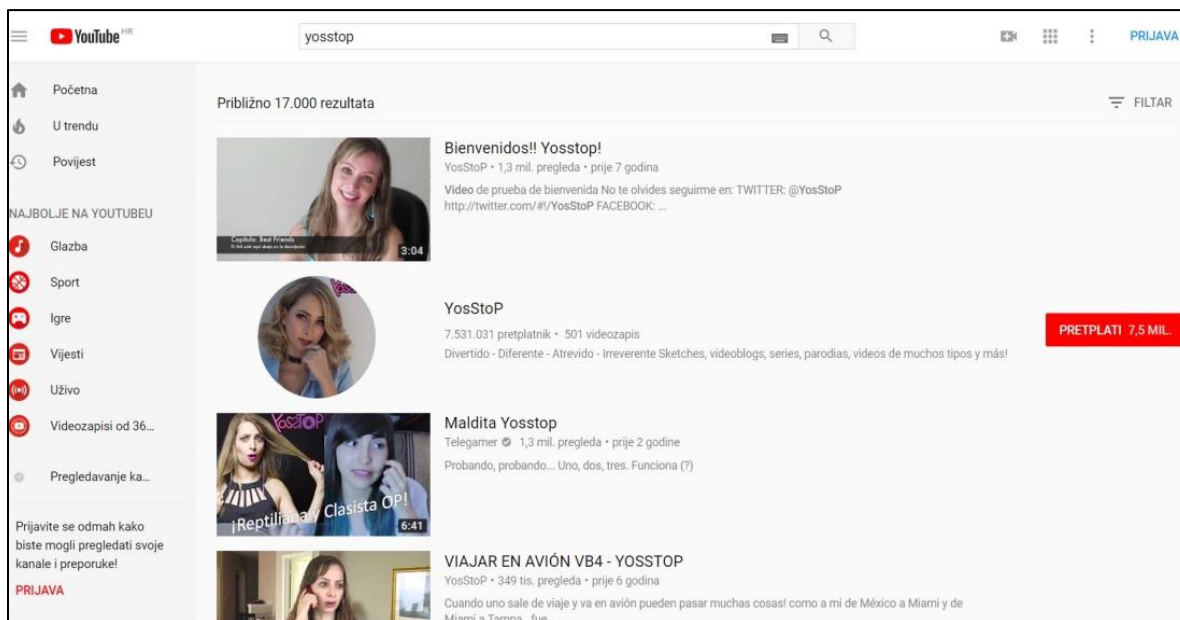 YouTube HR
yosstop
PRIJAVA
Početna
U trendu
Povijest
NAJBOLJE NA YOUTUBEU
Glazba
Sport
Igre
Vijesti
Uživo
Videozapisi od 36...
Pregledavanje ka...
Prijavite se odmah kako
biste mogli pregledati svoje
kanale i preporuke!
PRIJAVA
Približno 17.000 rezultata
FILTAR
Capitulo: Best Friends
3:04
Bienvenidos!! Yosstop!
YosStoP • 1,3 mil. pregleda • prije 7 godina
Video de prueba de bienvenida No te olvides seguirme en: TWITTER: @YosStoP
http://twitter.com/#!/YosStoP FACEBOOK: ...
YosStoP
7.531.031 pretplatnik • 501 videozapis
Divertido - Diferente - Atrevido - Irreverente Sketches, videoblogs, series, parodias, videos de muchos tipos y más!
PRETPLATI 7,5 MIL.
YosStoP
¡Reptiliana y Clasista OP!
6:41
Maldita Yosstop
Telegamer 1,3 mil. pregleda • prije 2 godine
Probando, probando... Uno, dos, tres. Funciona (?)
VIAJAR EN AVIÓN VB4 - YOSSTOP
YosStoP • 349 tis. pregleda • prije 6 godina
Cuando uno sale de viaje y va en avión pueden pasar muchas cosas! como a mi de México a Miami y de
Miami a Tampa...fue